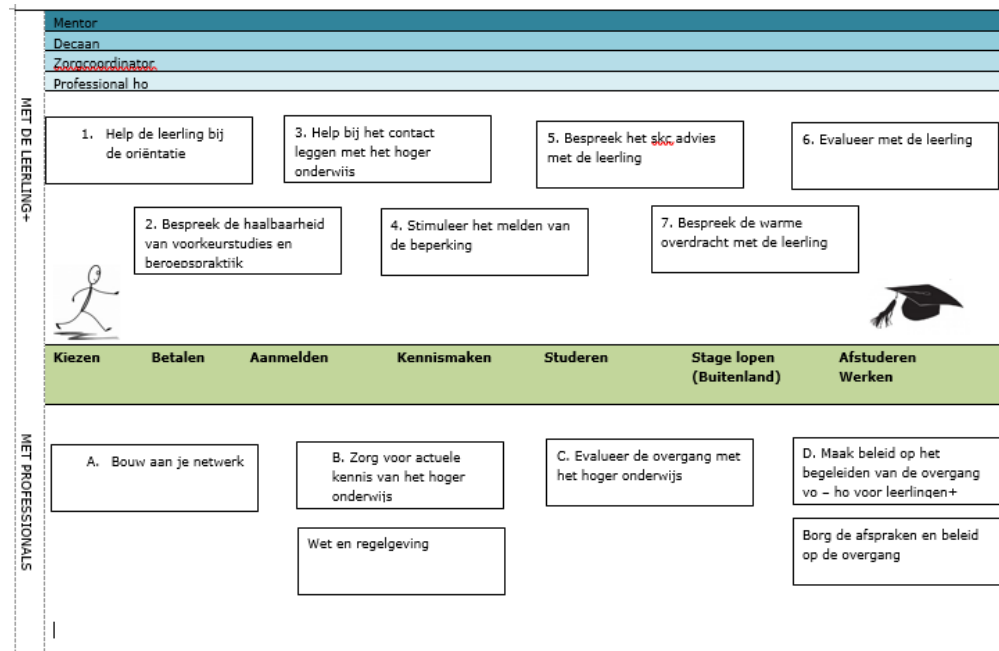 Mentor
Decaan
Zorgcoordinator
Professional ho
MET DE LEERLING+
1. Help de leerling bij
de oriëntatie
3. Help bij het contact
leggen met het hoger
onderwijs
5. Bespreek het skc advies
met de leerling
6. Evalueer met de leerling
2. Bespreek de haalbaarheid
van voorkeurstudies en
beroepspraktijk
4. Stimuleer het melden van
de beperking
7. Bespreek de warme
overdracht met de leerling
Kiezen Betalen Aanmelden Kennismaken Studeren Stage lopen Afstuderen
(Buitenland) Werken
MET PROFESSIONALS
A. Bouw aan je netwerk
B. Zorg voor actuele
kennis van het hoger
onderwijs
C. Evalueer de overgang met
het hoger onderwijs
D. Maak beleid op het
begeleiden van de overgang
vo – ho voor leerlingen+
Wet en regelgeving
Borg de afspraken en beleid
op de overgang